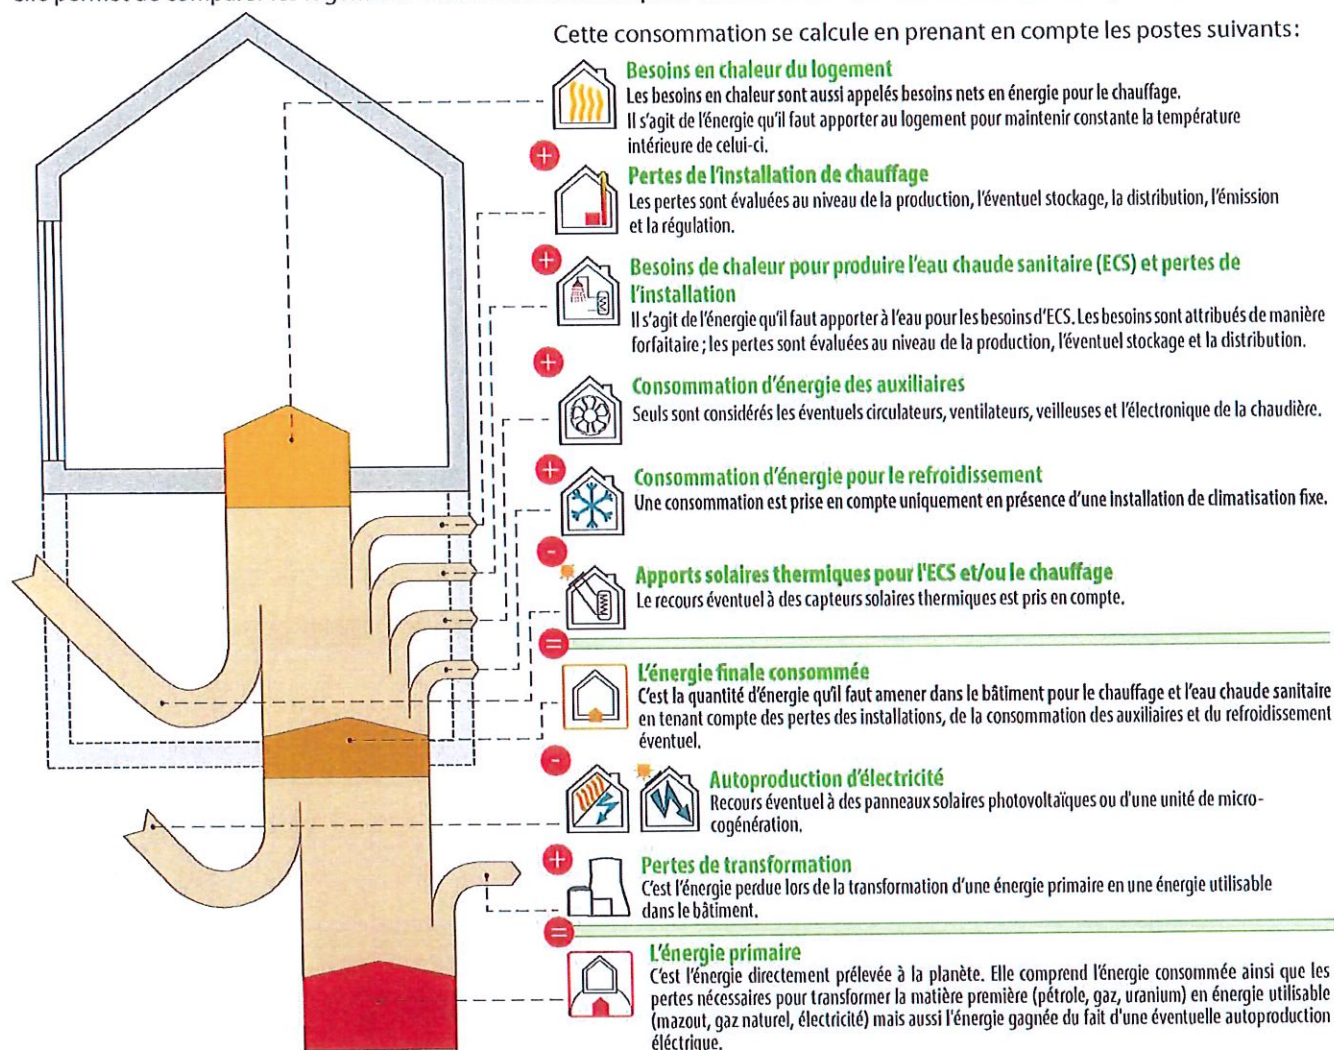 Cette consommation se calcule en prenant en compte les postes suivants:
Besoins en chaleur du logement
Les besoins en chaleur sont aussi appelés besoins nets en énergie pour le chauffage.
Il s'agit de l'énergie qu'il faut apporter au logement pour maintenir constante la température
intérieure de celui-ci.
+
Pertes de l'installation de chauffage
Les pertes sont évaluées au niveau de la production, l'éventuel stockage, la distribution, l'émission
et la régulation.
+
Besoins de chaleur pour produire l'eau chaude sanitaire (ECS) et pertes de
l'installation
Il s'agit de l'énergie qu'il faut apporter à l'eau pour les besoins d'ECS. Les besoins sont attribués de manière
forfaitaire ; les pertes sont évaluées au niveau de la production, l'éventuel stockage et la distribution.
+
Consommation d'énergie des auxiliaires
Seuls sont considérés les éventuels circulateurs, ventilateurs, veilleuses et l'électronique de la chaudière.
+
Consommation d'énergie pour le refroidissement
Une consommation est prise en compte uniquement en présence d'une installation de climatisation fixe.
-
Apports solaires thermiques pour l'ECS et/ou le chauffage
Le recours éventuel à des capteurs solaires thermiques est pris en compte.
=
L'énergie finale consommée
C'est la quantité d'énergie qu'il faut amener dans le bâtiment pour le chauffage et l'eau chaude sanitaire
en tenant compte des pertes des installations, de la consommation des auxiliaires et du refroidissement
éventuel.
-
Autoproduction d'électricité
Recours éventuel à des panneaux solaires photovoltaïques ou d'une unité de micro-
cogénération.
+
Pertes de transformation
C'est l'énergie perdue lors de la transformation d'une énergie primaire en une énergie utilisable
dans le bâtiment.
=
L'énergie primaire
C'est l'énergie directement prélevée à la planète. Elle comprend l'énergie consommée ainsi que les
pertes nécessaires pour transformer la matière première (pétrole, gaz, uranium) en énergie utilisable
(mazout, gaz naturel, électricité) mais aussi l'énergie gagnée du fait d'une éventuelle autoproduction
éléctrique.